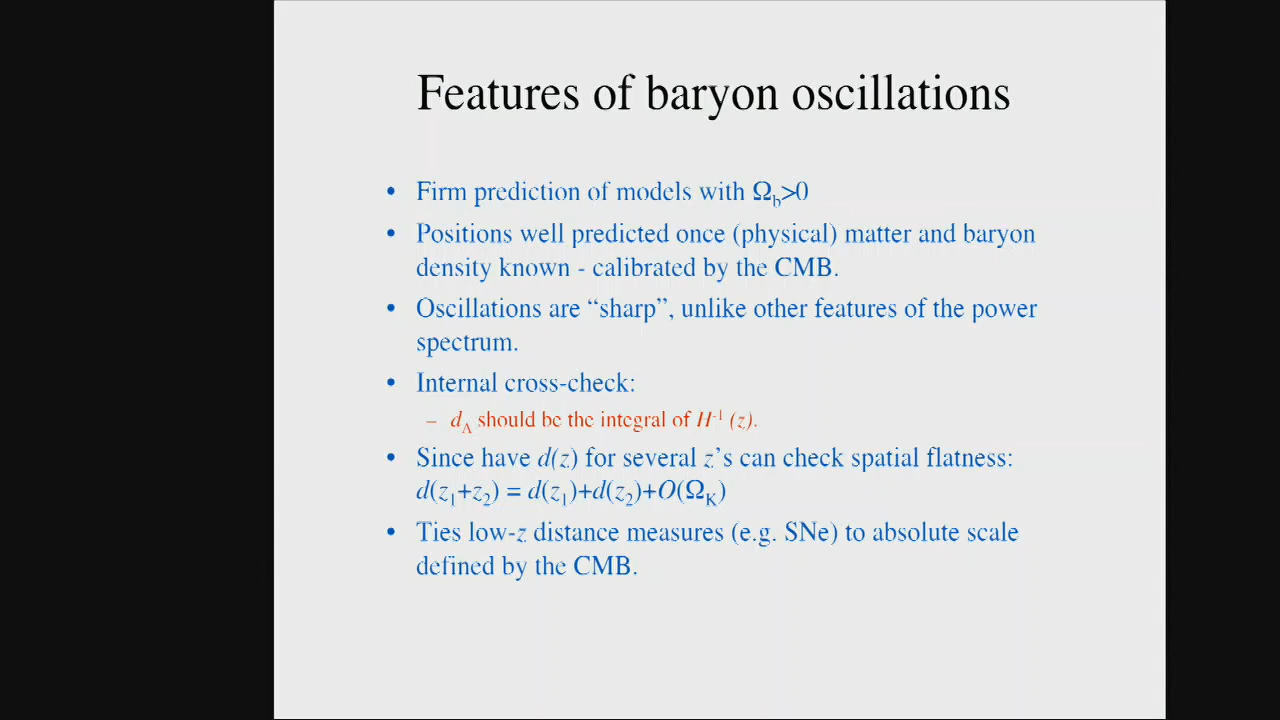 Features of baryon oscillations
• Firm prediction of models with Ω_b>0
• Positions well predicted once (physical) matter and baryon
density known - calibrated by the CMB.
• Oscillations are “sharp”, unlike other features of the power
spectrum.
• Internal cross-check:
– d_A should be the integral of H⁻¹ (z).
• Since have d(z) for several z’s can check spatial flatness:
d(z₁+z₂) = d(z₁)+d(z₂)+O(Ω_K)
• Ties low-z distance measures (e.g. SNe) to absolute scale
defined by the CMB.